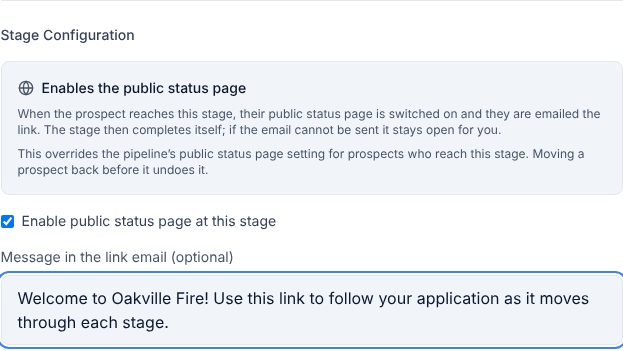 Stage Configuration
Enables the public status page
When the prospect reaches this stage, their public status page is switched on and they are emailed the
link. The stage then completes itself; if the email cannot be sent it stays open for you.
This overrides the pipeline’s public status page setting for prospects who reach this stage. Moving a
prospect back before it undoes it.
Enable public status page at this stage
Message in the link email (optional)
Welcome to Oakville Fire! Use this link to follow your application as it moves
through each stage.